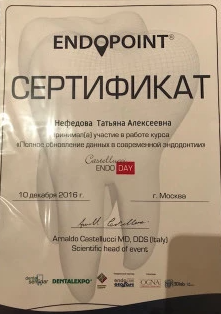 ENDOPOINT®
СЕРТИФИКАТ
Нефедова Татьяна Алексеевна
принимал(а) участие в работе курса
«Полное обновление данных в современной эндодонтии»
Castellucci
ENDO DAY
10 декабря 2016 г. г. Москва
Arnaldo Castellucci MD, DDS (Italy)
Scientific head of event
DENTALEXPO®